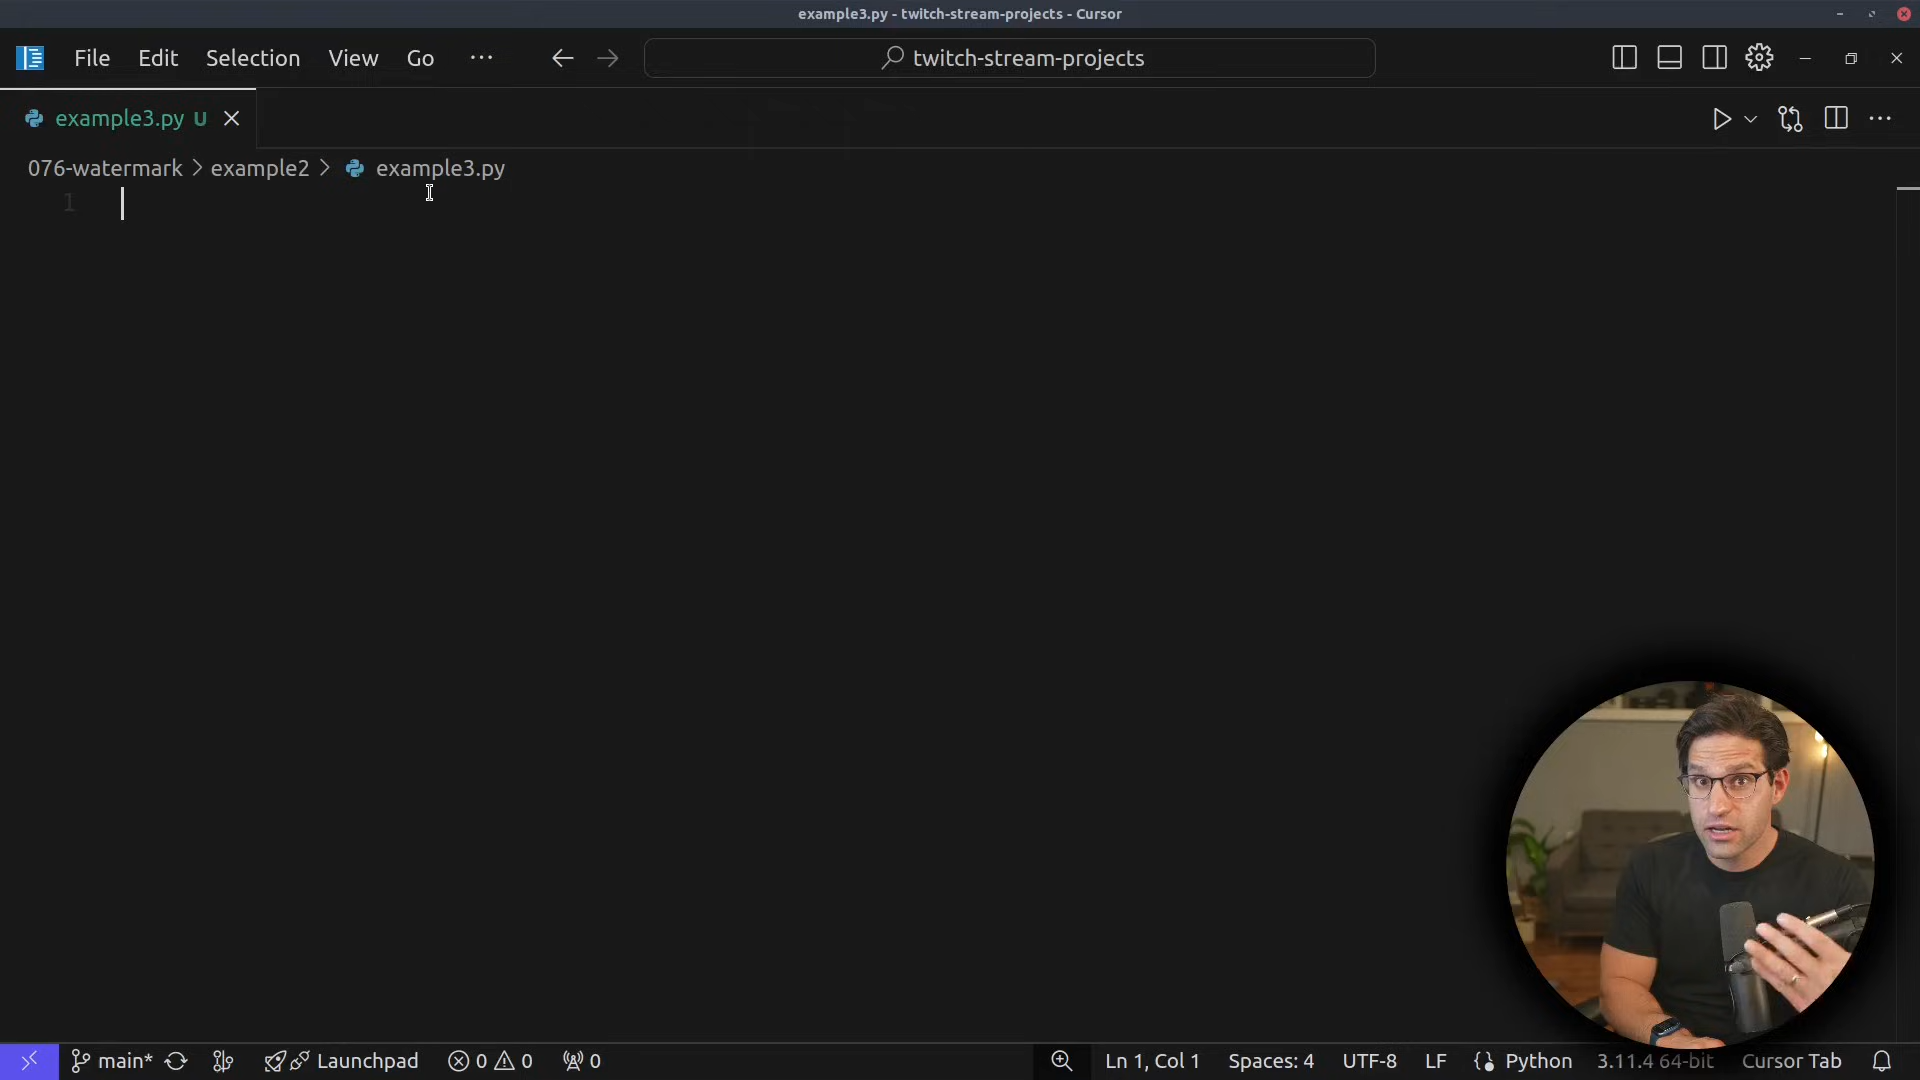 example3.py - twitch-stream-projects - Cursor
File Edit Selection View Go ··· twitch-stream-projects
example3.py U
076-watermark > example2 > example3.py
1
main* Launchpad 0 0 0 Ln 1, Col 1 Spaces: 4 UTF-8 LF Python 3.11.4 64-bit Cursor Tab